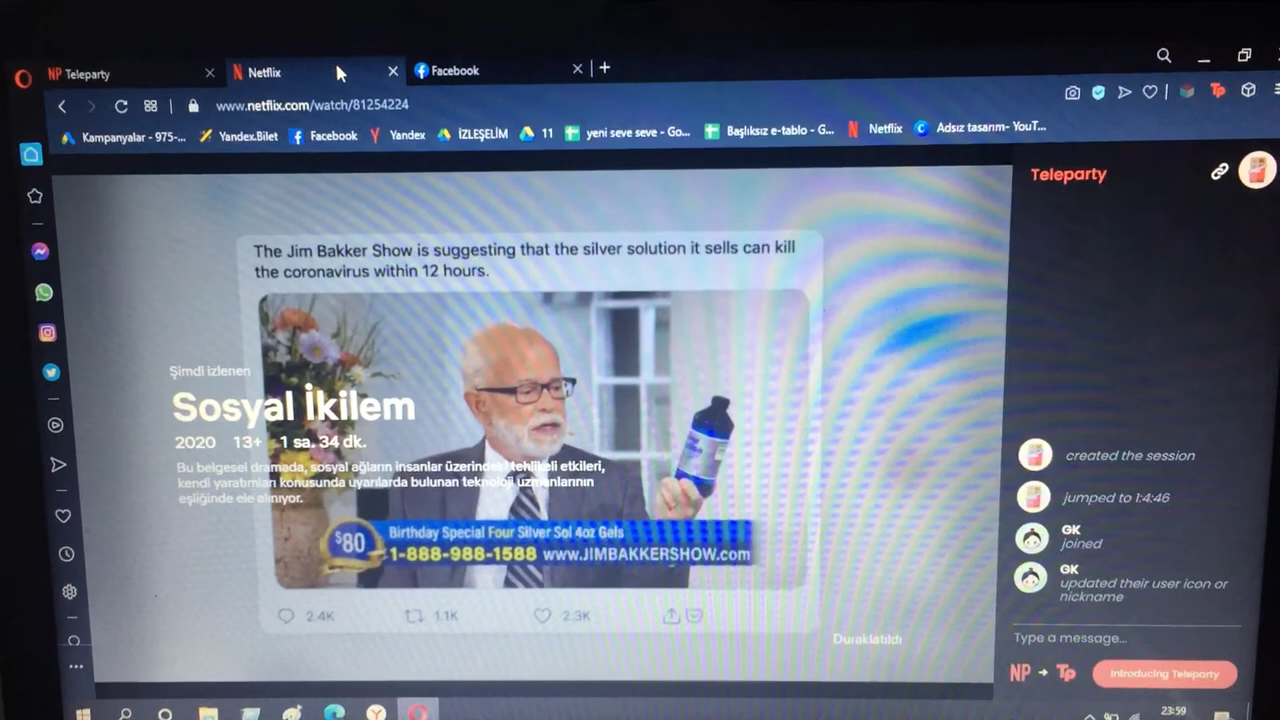 NP Teleparty
Netflix
Facebook
www.netflix.com/watch/81254224
Kampanyalar - 975-...
Yandex.Bilet
Facebook
Yandex
İZLEŞELİM
11
yeni seve seve - Go...
Başlıksız e-tablo - G...
Netflix
Adsız tasarım- YouT...
Teleparty
The Jim Bakker Show is suggesting that the silver solution it sells can kill
the coronavirus within 12 hours.
Şimdi izlenen
Sosyal İkilem
2020 13+ 1 sa. 34 dk.
Bu belgesel dramada, sosyal ağların insanlar üzerindeki tehlikeli etkileri,
kendi yaratımları konusunda uyarılarda bulunan teknoloji uzmanlarının
eşliğinde ele alınıyor.
$80
Birthday Special Four Silver Sol 4oz Gels
1-888-988-1588 www.JIMBAKKERSHOW.com
2.4K
1.1K
2.3K
Duraklatıldı
created the session
jumped to 1:4:46
GK
joined
GK
updated their user icon or
nickname
Type a message...
NP → Tp
Introducing Teleparty
23:59